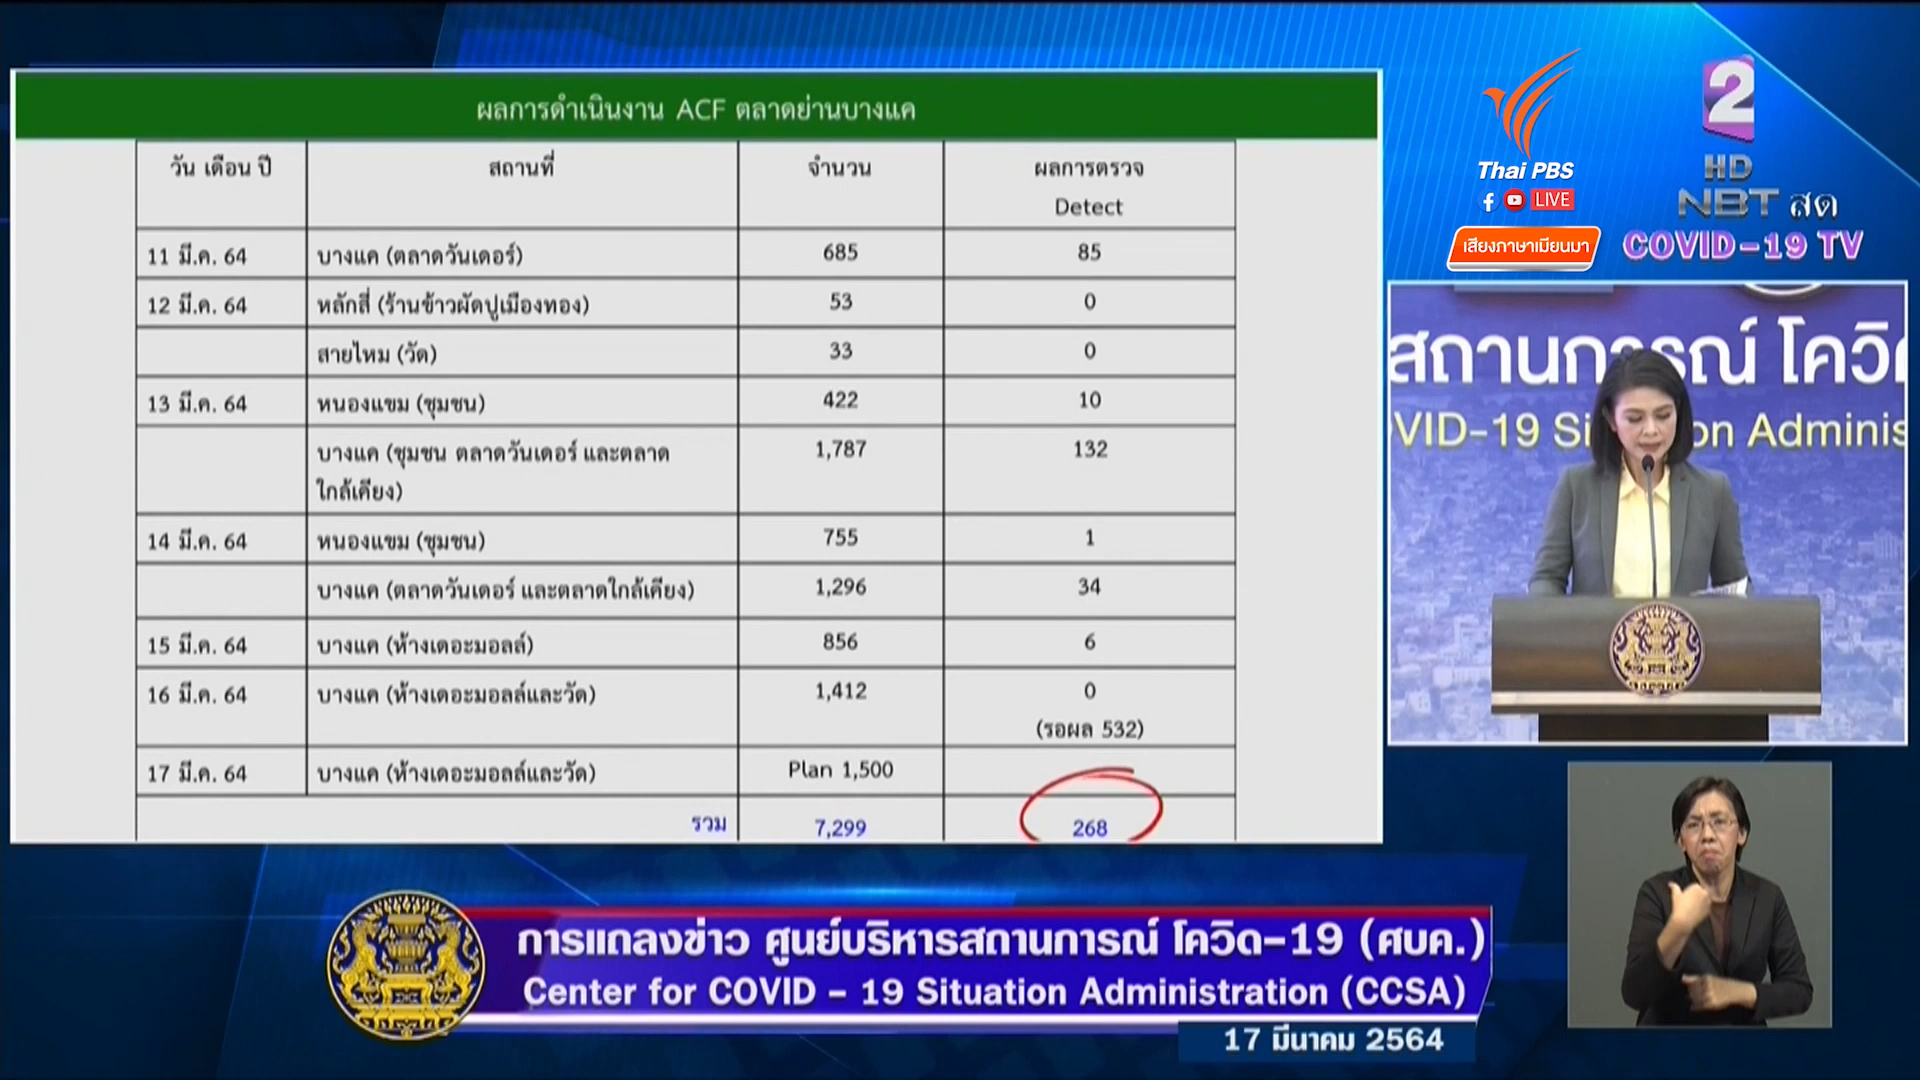 ผลการดำเนินงาน ACF ตลาดย่านบางแค
วัน เดือน ปี สถานที่ จำนวน ผลการตรวจ
Detect
11 มี.ค. 64 บางแค (ตลาดวันเดอร์) 685 85
12 มี.ค. 64 หลักสี่ (ร้านข้าวผัดปูเมืองทอง) 53 0
สายไหม (วัด) 33 0
13 มี.ค. 64 หนองแขม (ชุมชน) 422 10
บางแค (ชุมชน ตลาดวันเดอร์ และตลาด 1,787 132
ใกล้เคียง)
14 มี.ค. 64 หนองแขม (ชุมชน) 755 1
บางแค (ตลาดวันเดอร์ และตลาดใกล้เคียง) 1,296 34
15 มี.ค. 64 บางแค (ห้างเดอะมอลล์) 856 6
16 มี.ค. 64 บางแค (ห้างเดอะมอลล์และวัด) 1,412 0
(รอผล 532)
17 มี.ค. 64 บางแค (ห้างเดอะมอลล์และวัด) Plan 1,500
รวม 7,299 268
Thai PBS
LIVE
เสียงภาษาเมียนมา
2
HD
NBT สด
COVID-19 TV
สถานการณ์ โควิ
VID-19 Si on Adminis
การแถลงข่าว ศูนย์บริหารสถานการณ์ โควิด-19 (ศบค.)
Center for COVID - 19 Situation Administration (CCSA)
17 มีนาคม 2564